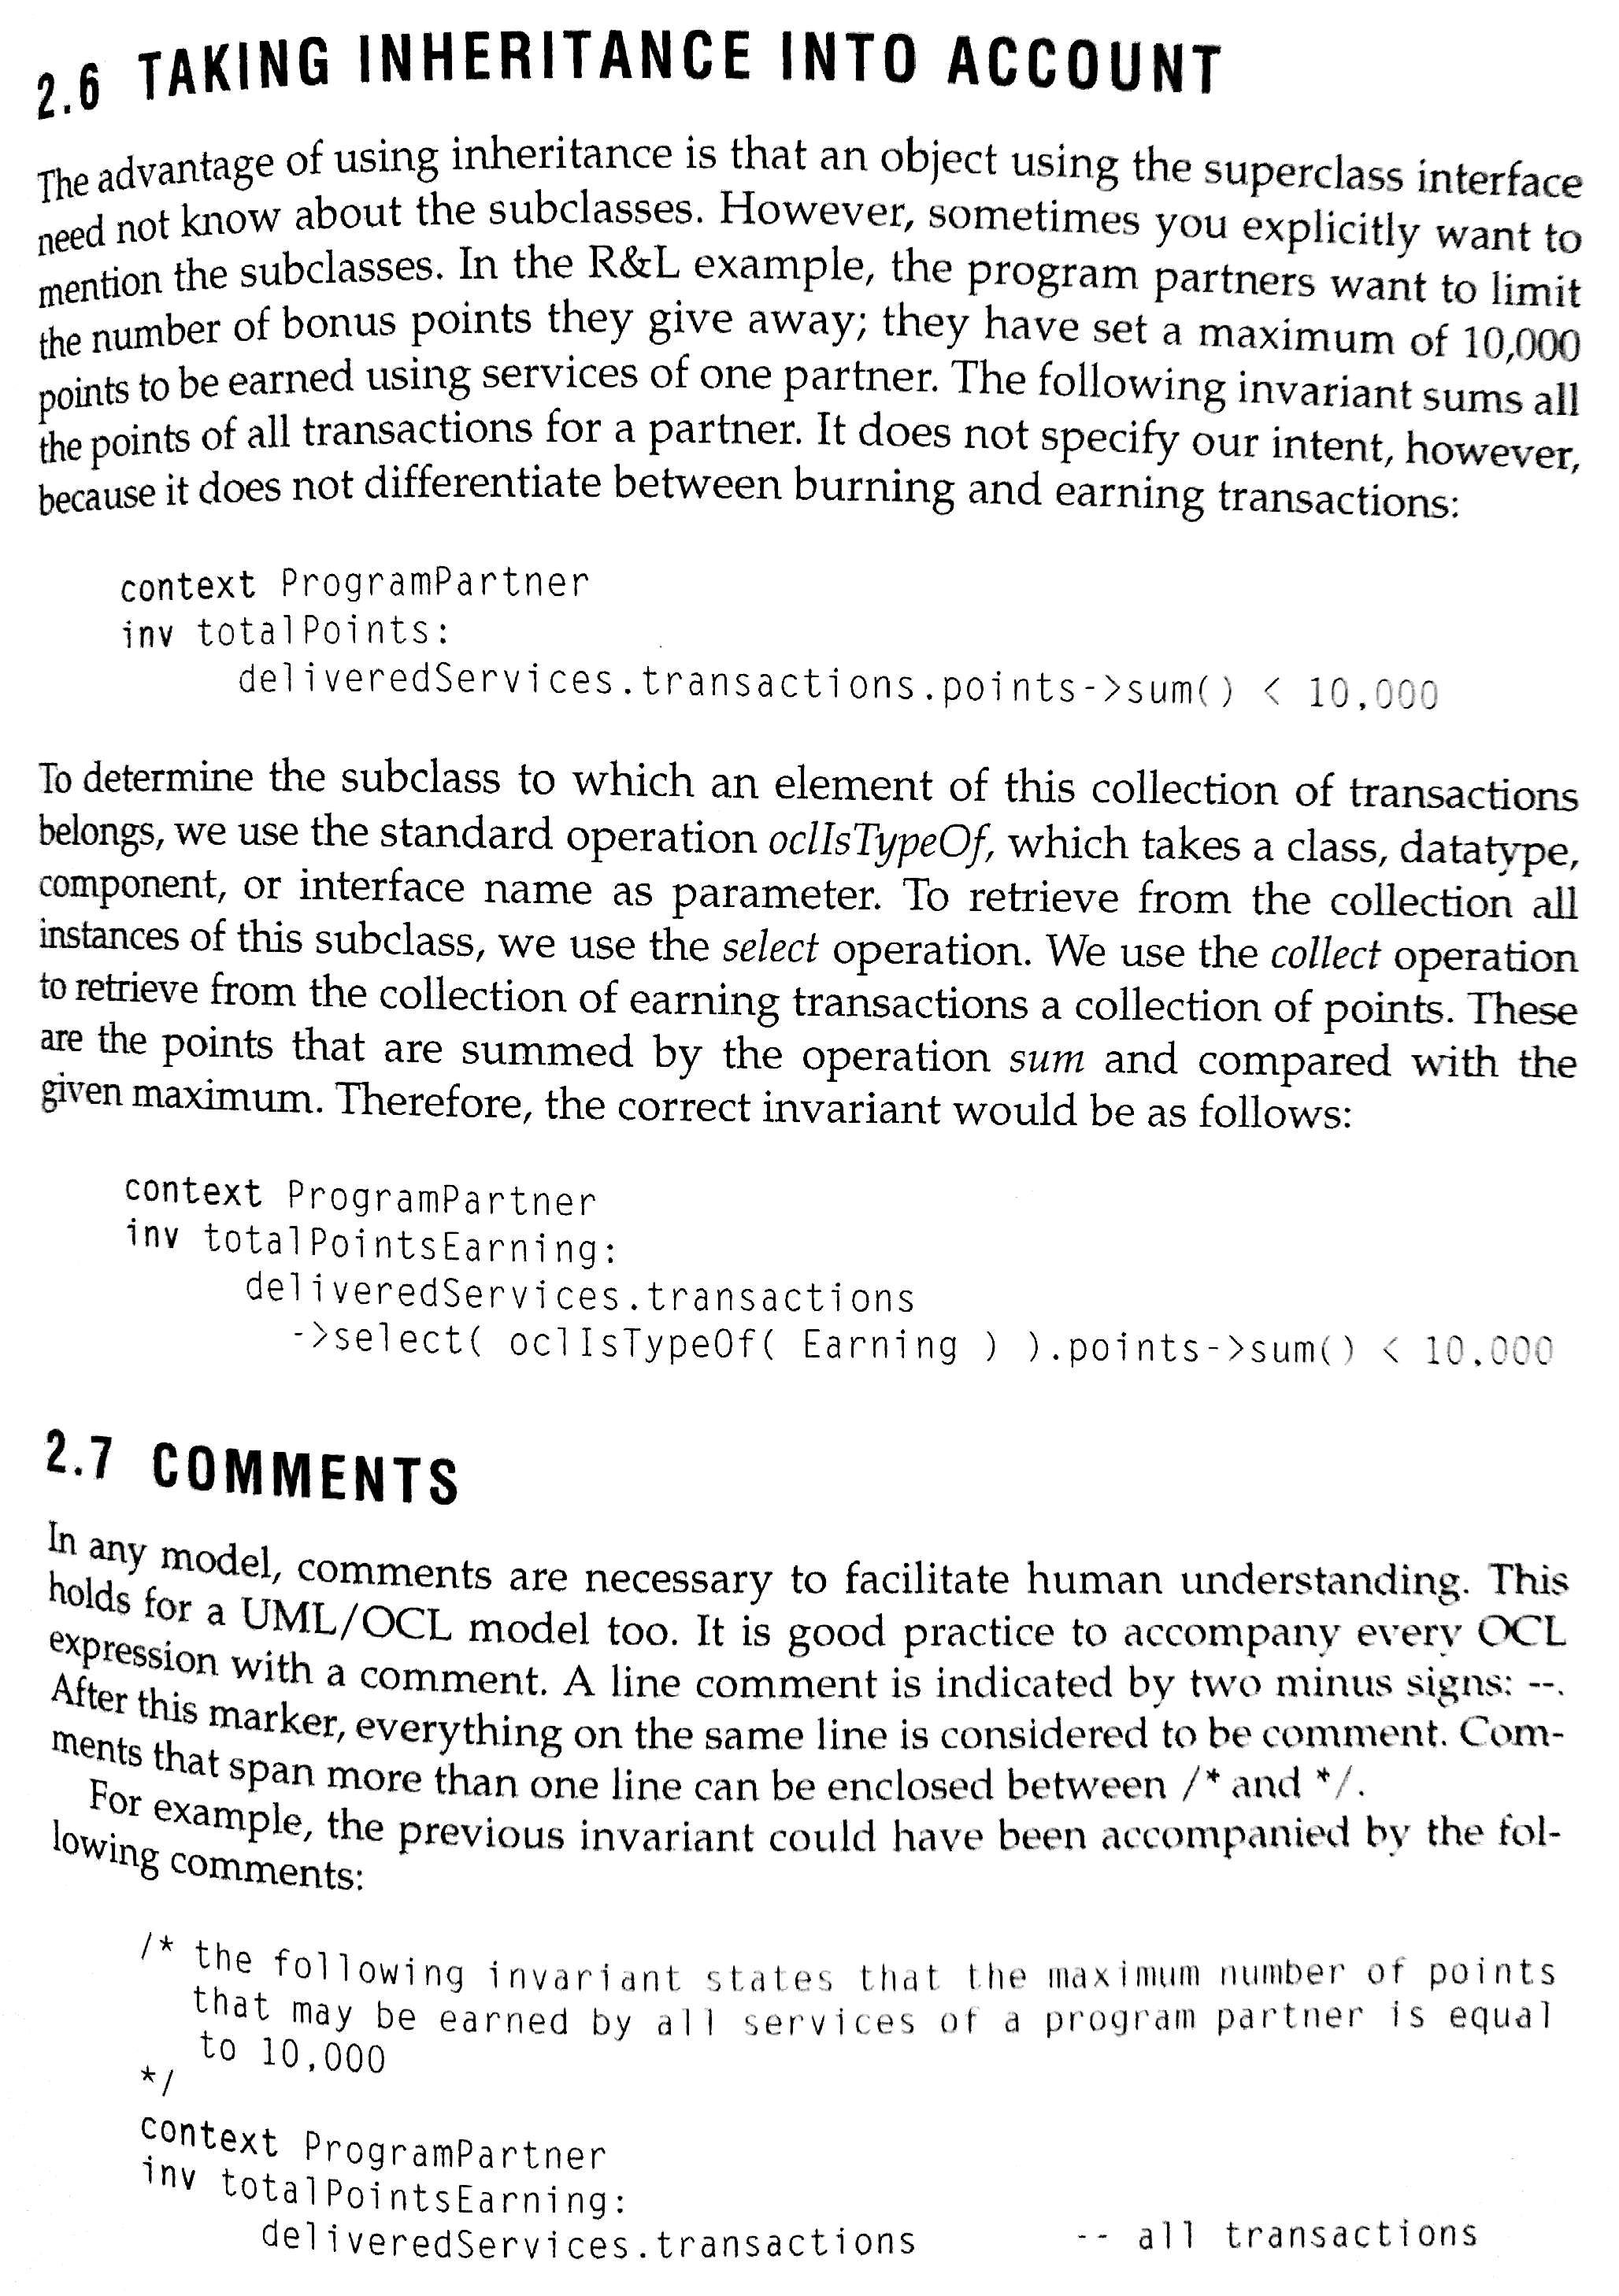 2.6 TAKING INHERITANCE INTO ACCOUNT
The advantage of using inheritance is that an object using the superclass interface
need not know about the subclasses. However, sometimes you explicitly want to
mention the subclasses. In the R&L example, the program partners want to limit
the number of bonus points they give away; they have set a maximum of 10,000
points to be earned using services of one partner. The following invariant sums all
the points of all transactions for a partner. It does not specify our intent, however,
because it does not differentiate between burning and earning transactions:
context ProgramPartner
inv totalPoints:
deliveredServices.transactions.points->sum() < 10,000
To determine the subclass to which an element of this collection of transactions
belongs, we use the standard operation oclIsTypeOf, which takes a class, datatype,
component, or interface name as parameter. To retrieve from the collection all
instances of this subclass, we use the select operation. We use the collect operation
to retrieve from the collection of earning transactions a collection of points. These
are the points that are summed by the operation sum and compared with the
given maximum. Therefore, the correct invariant would be as follows:
context ProgramPartner
inv totalPointsEarning:
deliveredServices.transactions
->select( oclIsTypeOf( Earning ) ).points->sum() < 10,000
2.7 COMMENTS
In any model, comments are necessary to facilitate human understanding. This
holds for a UML/OCL model too. It is good practice to accompany every OCL
expression with a comment. A line comment is indicated by two minus signs: --.
After this marker, everything on the same line is considered to be comment. Com-
ments that span more than one line can be enclosed between /* and */.
For example, the previous invariant could have been accompanied by the fol-
lowing comments:
/* the following invariant states that the maximum number of points
that may be earned by all services of a program partner is equal
to 10,000
*/
context ProgramPartner
inv totalPointsEarning:
deliveredServices.transactions -- all transactions